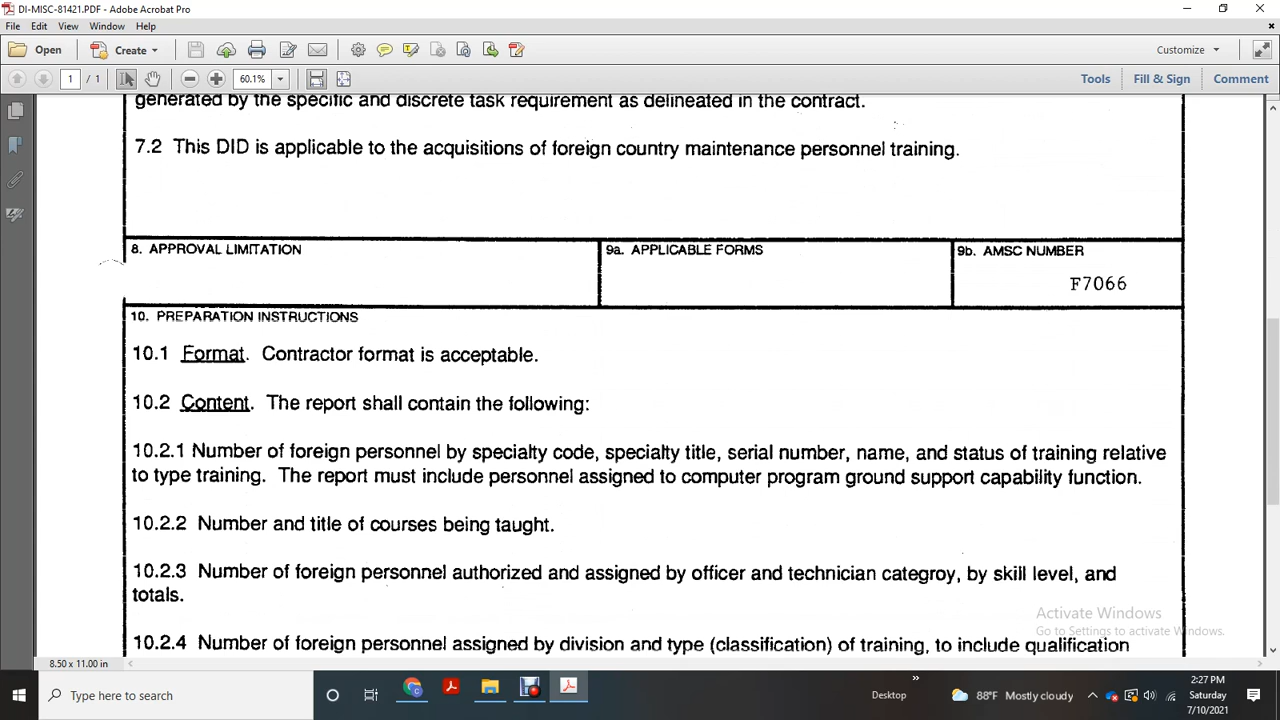 DI-MISC-81421.PDF - Adobe Acrobat Pro
File Edit View Window Help
Open Create Customize
1 / 1 60.1% Tools Fill & Sign Comment
generated by the specific and discrete task requirement as delineated in the contract.
7.2 This DID is applicable to the acquisitions of foreign country maintenance personnel training.
8. APPROVAL LIMITATION 9a. APPLICABLE FORMS 9b. AMSC NUMBER
F7066
10. PREPARATION INSTRUCTIONS
10.1 Format. Contractor format is acceptable.
10.2 Content. The report shall contain the following:
10.2.1 Number of foreign personnel by specialty code, specialty title, serial number, name, and status of training relative
to type training. The report must include personnel assigned to computer program ground support capability function.
10.2.2 Number and title of courses being taught.
10.2.3 Number of foreign personnel authorized and assigned by officer and technician categroy, by skill level, and
totals.
10.2.4 Number of foreign personnel assigned by division and type (classification) of training, to include qualification
Activate Windows
Go to Settings to activate Windows.
8.50 x 11.00 in
Type here to search Desktop 88°F Mostly cloudy
2:27 PM
Saturday
7/10/2021